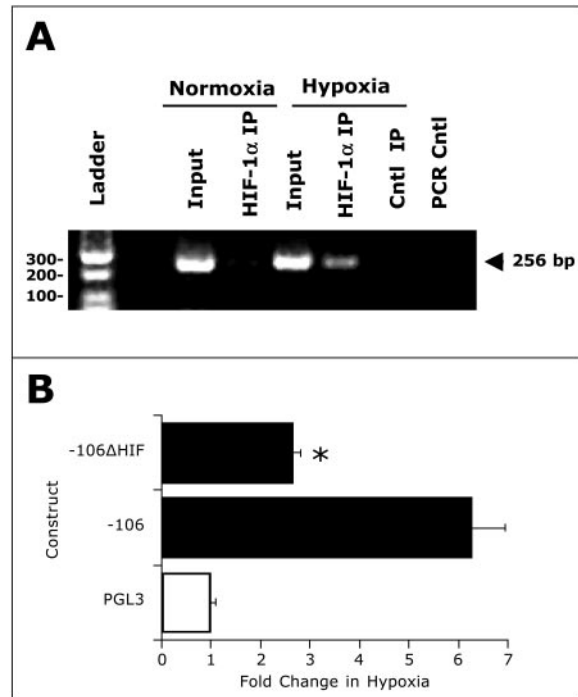 A
Normoxia
Hypoxia
Ladder
Input
HIF-1α IP
Input
HIF-1α IP
Cntl IP
PCR Cntl
300-
200-
100-
256 bp
B
Construct
-106ΔHIF
*
-106
PGL3
0 1 2 3 4 5 6 7
Fold Change in Hypoxia